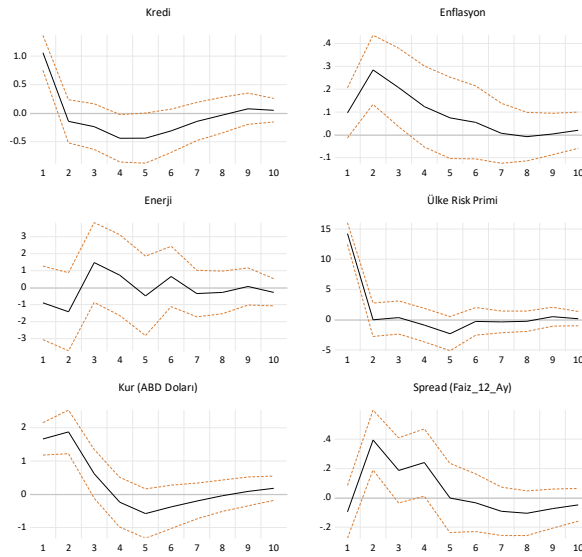 Kredi
1.0
0.0
-0.5
1 2 3 4 5 6 7 8 9 10
Enflasyon
.4
.3
.2
.1
.0
-.1
1 2 3 4 5 6 7 8 9 10
Enerji
3
2
1
0
-1
-2
-3
1 2 3 4 5 6 7 8 9 10
Ülke Risk Primi
15
10
5
0
-5
1 2 3 4 5 6 7 8 9 10
Kur (ABD Doları)
2
1
0
-1
1 2 3 4 5 6 7 8 9 10
Spread (Faiz_12_Ay)
.4
.2
.0
-.2
1 2 3 4 5 6 7 8 9 10